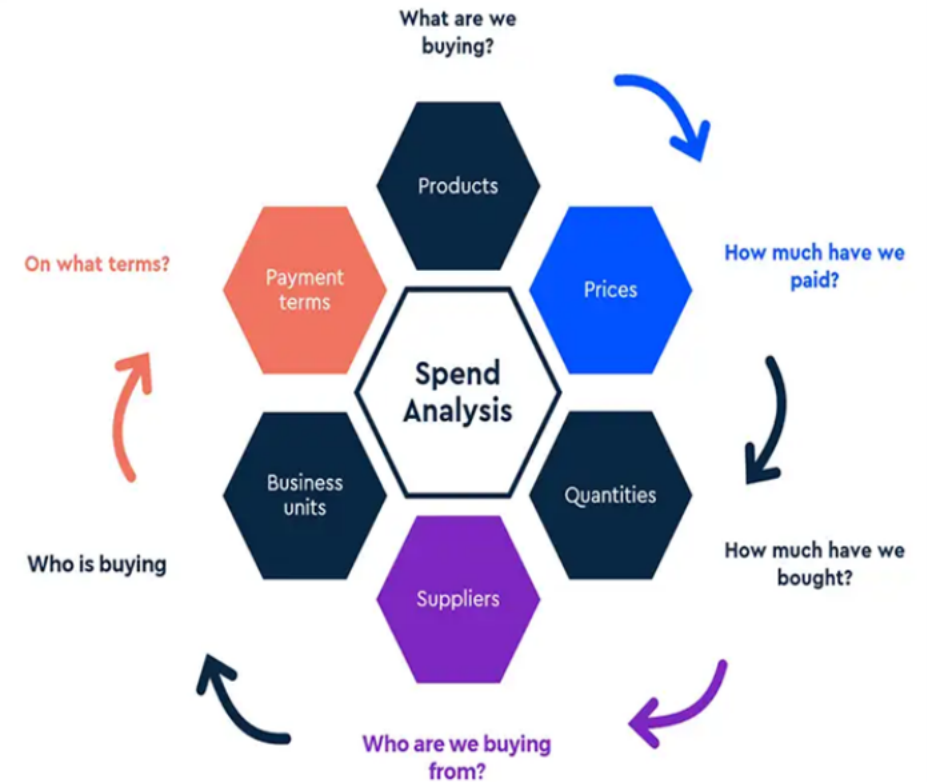 What are we
buying?
Products
Prices
How much have we
paid?
Quantities
How much have we
bought?
Suppliers
Who are we buying
from?
Business
units
Who is buying
Payment
terms
On what terms?
Spend
Analysis